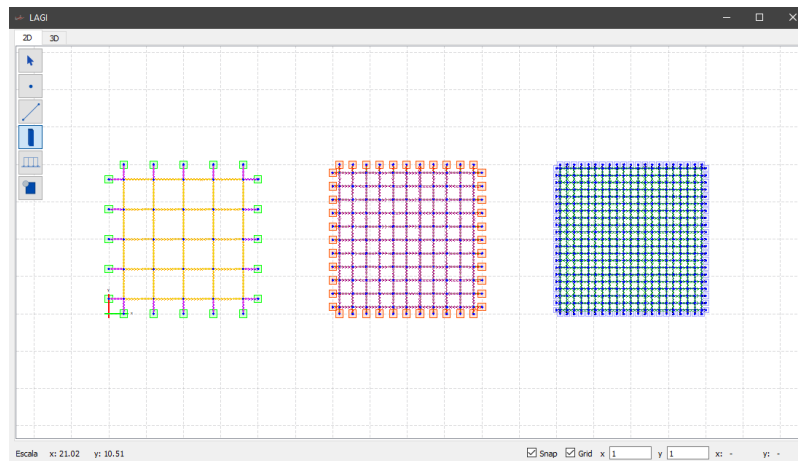 LAGI
2D 3D
Y
x
Escala x: 21.02 y: 10.51 Snap Grid x 1 y 1 x: - y: -